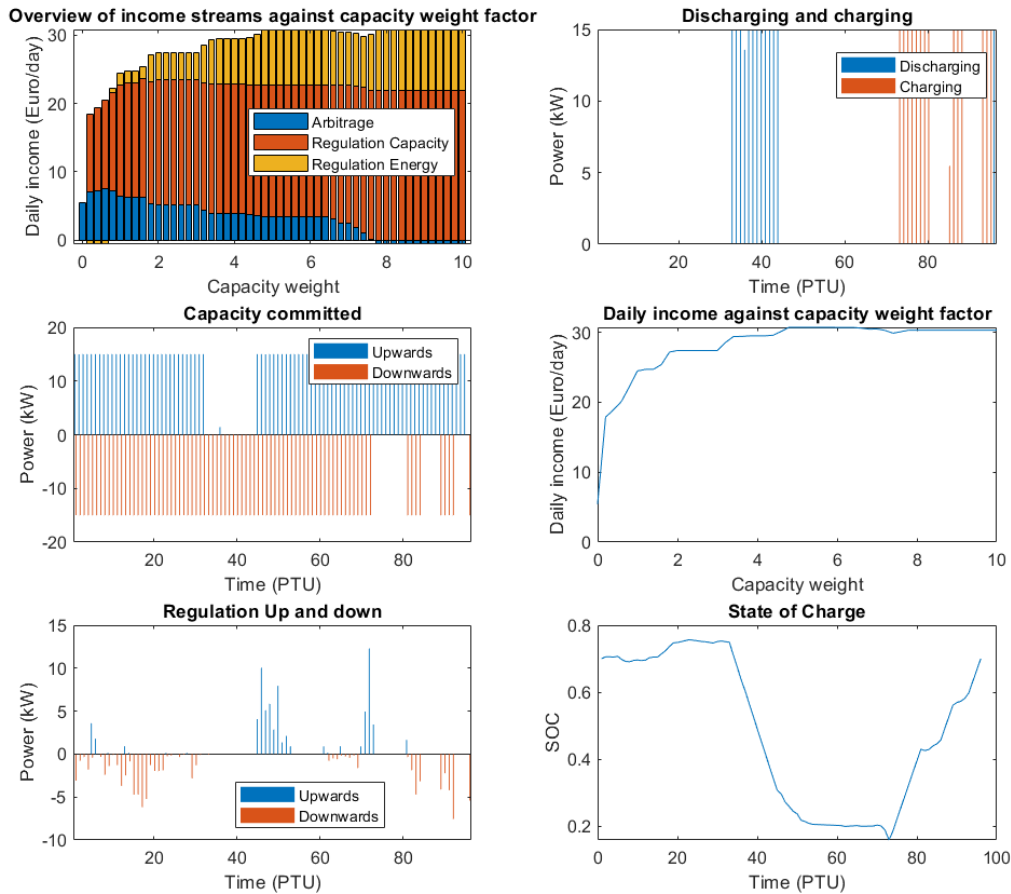 Overview of income streams against capacity weight factor
30
20
10
0
Daily income (Euro/day)
Arbitrage
Regulation Capacity
Regulation Energy
0 2 4 6 8 10
Capacity weight
Discharging and charging
15
10
5
0
Power (kW)
Discharging
Charging
20 40 60 80
Time (PTU)
Capacity committed
20
10
0
-10
-20
Power (kW)
Upwards
Downwards
20 40 60 80
Time (PTU)
Daily income against capacity weight factor
30
20
10
0
Daily income (Euro/day)
0 2 4 6 8 10
Capacity weight
Regulation Up and down
15
10
5
0
-5
-10
Power (kW)
Upwards
Downwards
20 40 60 80
Time (PTU)
State of Charge
0.8
0.6
0.4
0.2
SOC
0 20 40 60 80 100
Time (PTU)